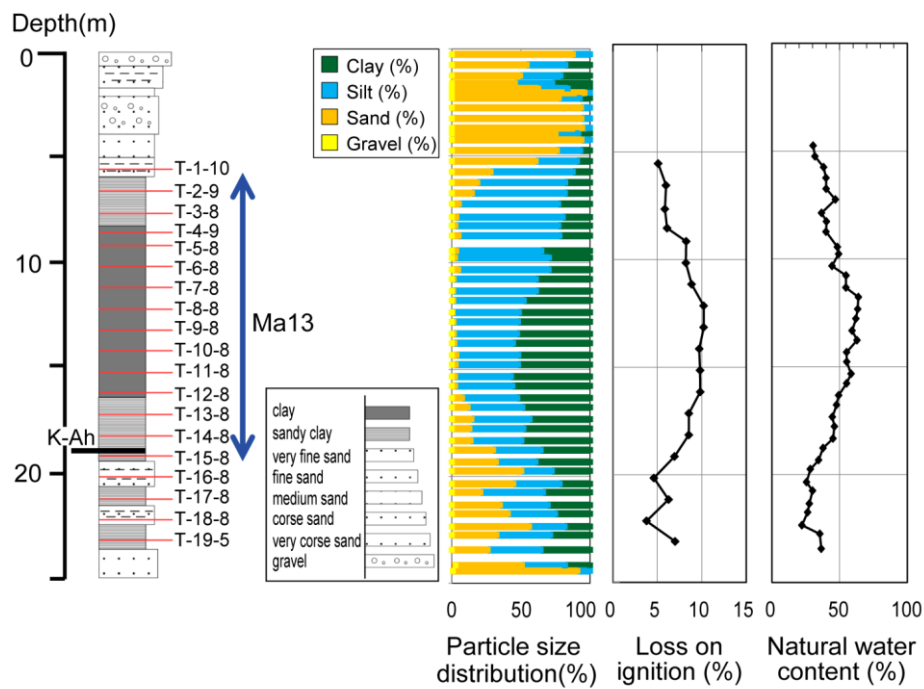 Depth(m)
0
10
20
T-1-10
T-2-9
T-3-8
T-4-9
T-5-8
T-6-8
T-7-8
T-8-8
T-9-8
T-10-8
T-11-8
T-12-8
T-13-8
T-14-8
T-15-8
T-16-8
T-17-8
T-18-8
T-19-5
K-Ah
Ma13
clay
sandy clay
very fine sand
fine sand
medium sand
corse sand
very corse sand
gravel
Clay (%)
Silt (%)
Sand (%)
Gravel (%)
0 50 100
Particle size
distribution(%)
0 5 10 15
Loss on
ignition (%)
0 50 100
Natural water
content (%)